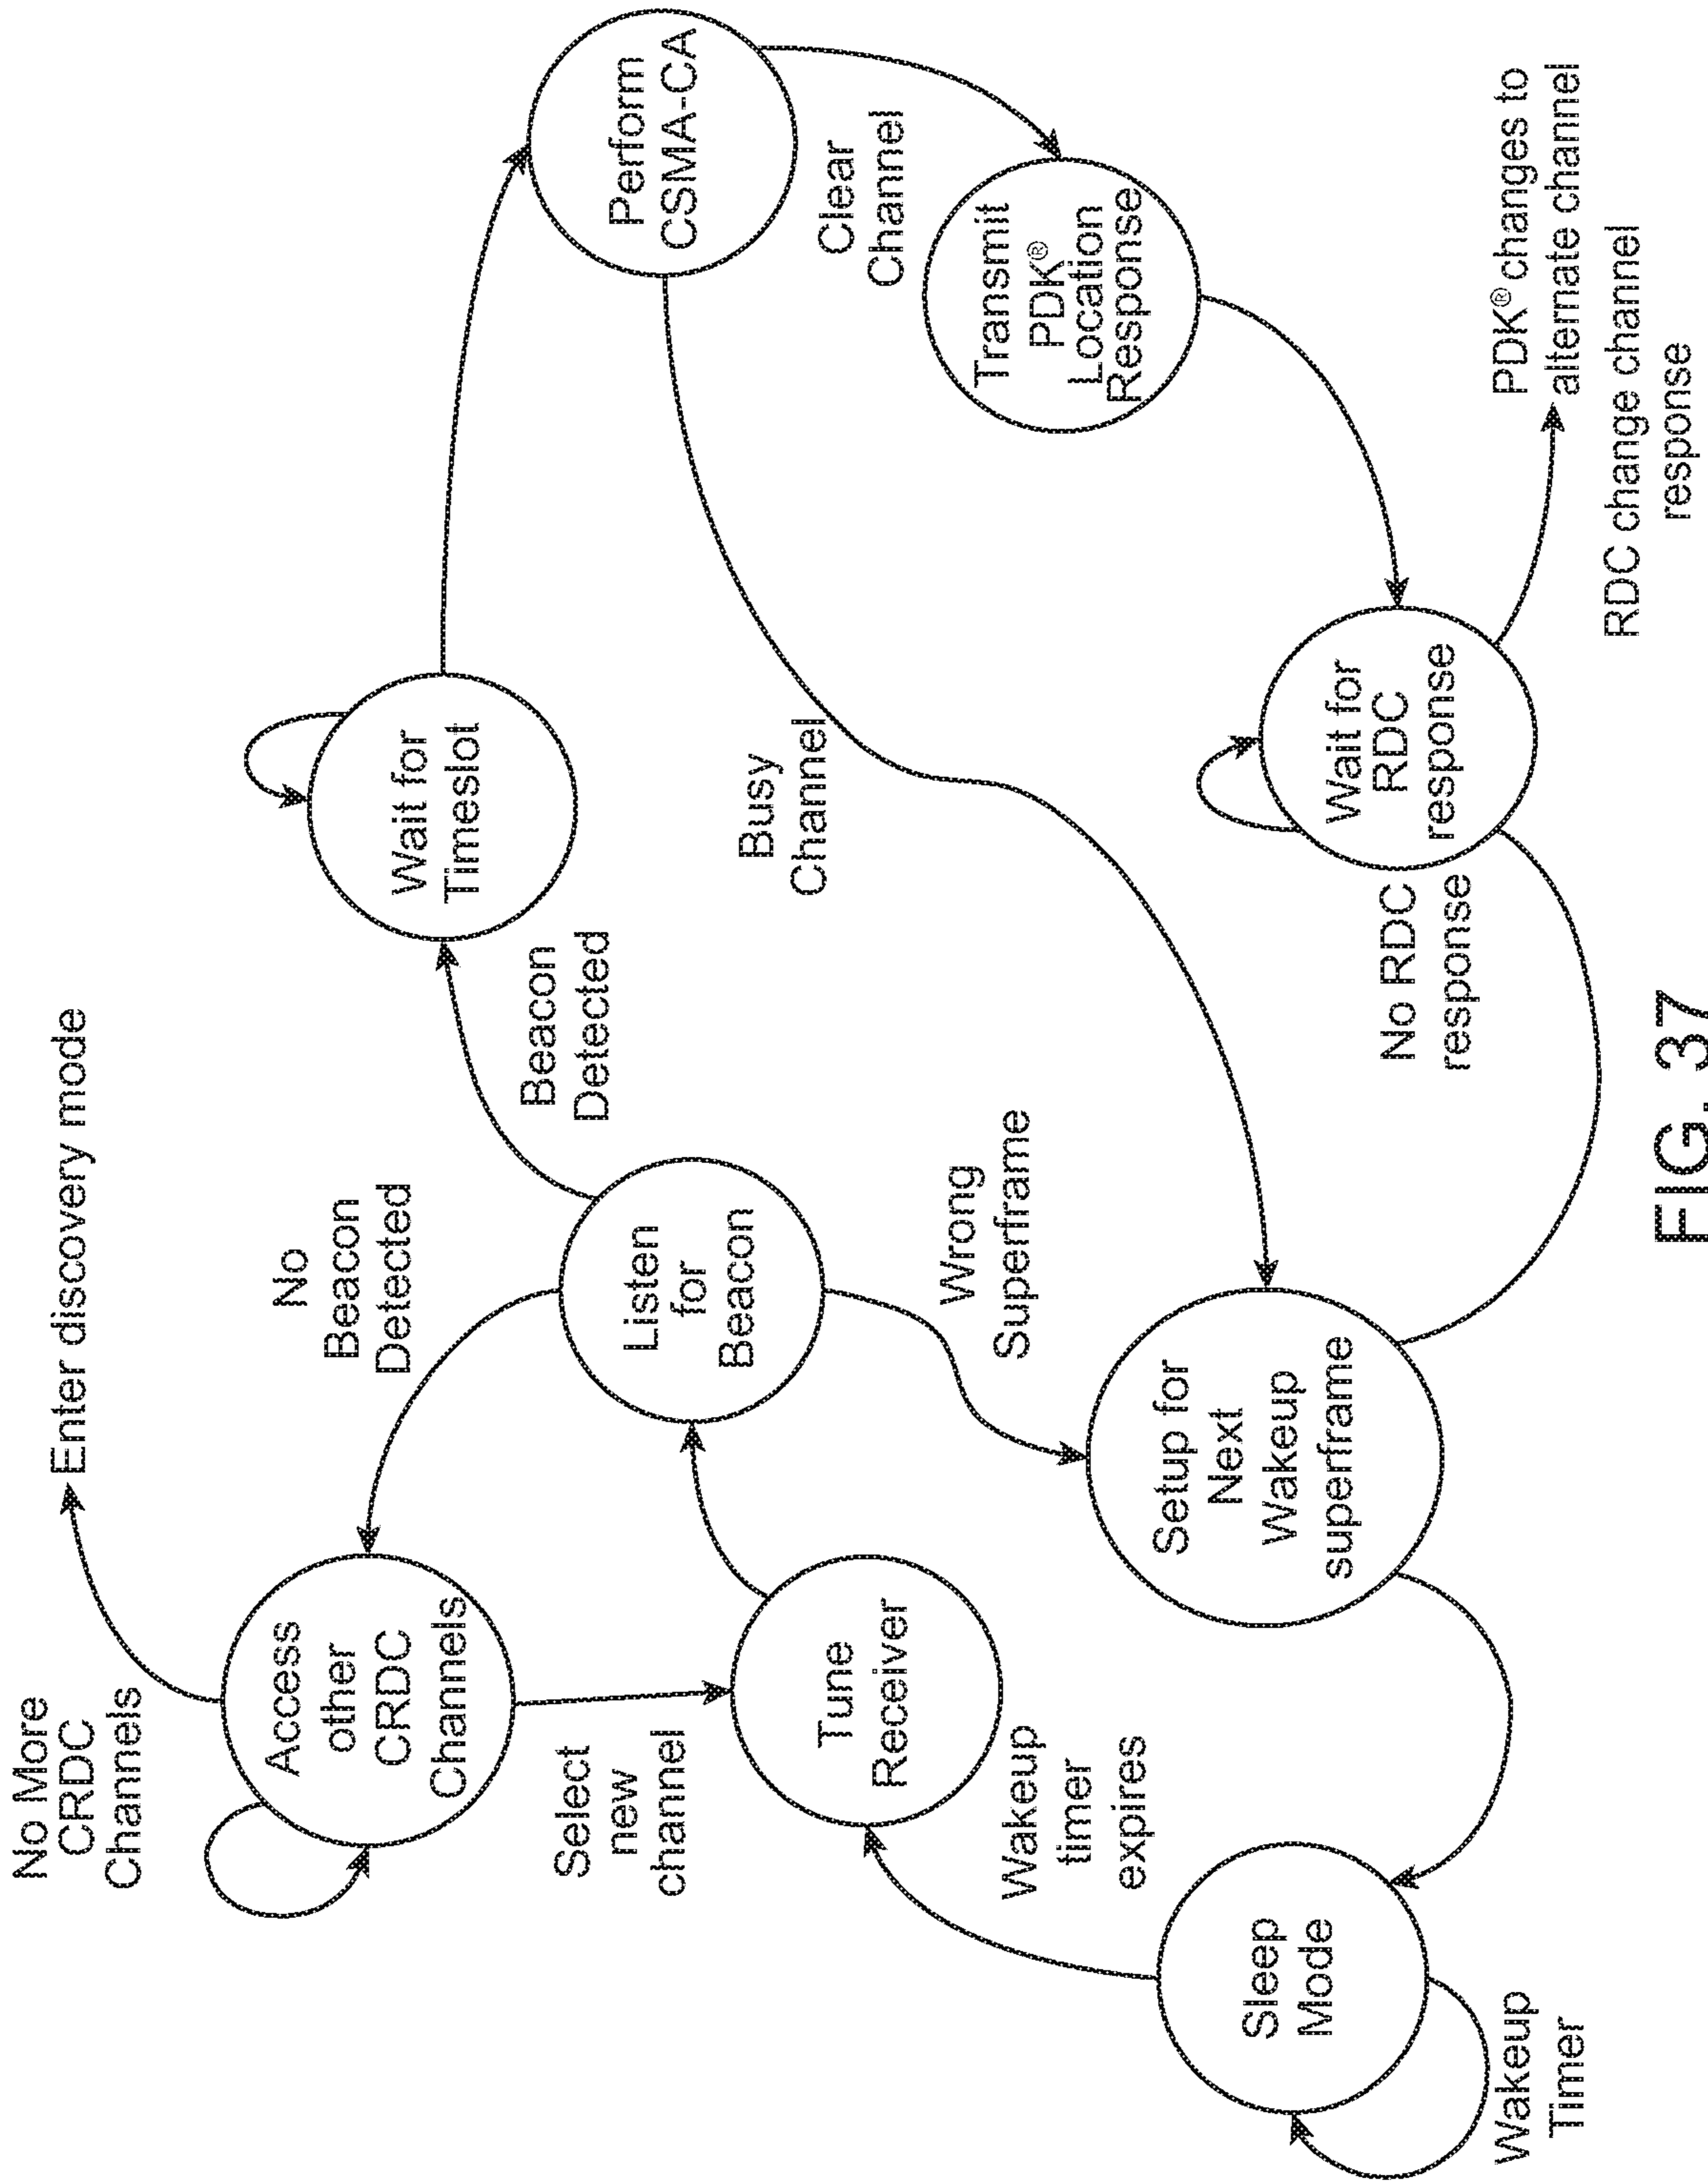 No More
CRDC
Channels
Enter discovery mode
Access
other
CRDC
Channels
No
Beacon
Detected
Select
new
channel
Tune
Receiver
Listen
for
Beacon
Beacon
Detected
Wait for
Timeslot
Perform
CSMA-CA
Clear
Channel
Busy
Channel
Transmit
PDK®
Location
Response
Wrong
Superframe
Wakeup
timer
expires
Setup for
Next
Wakeup
superframe
Sleep
Mode
Wakeup
Timer
Wait for
RDC
response
No RDC
response
PDK® changes to
alternate channel
RDC change channel
response
FIG. 37